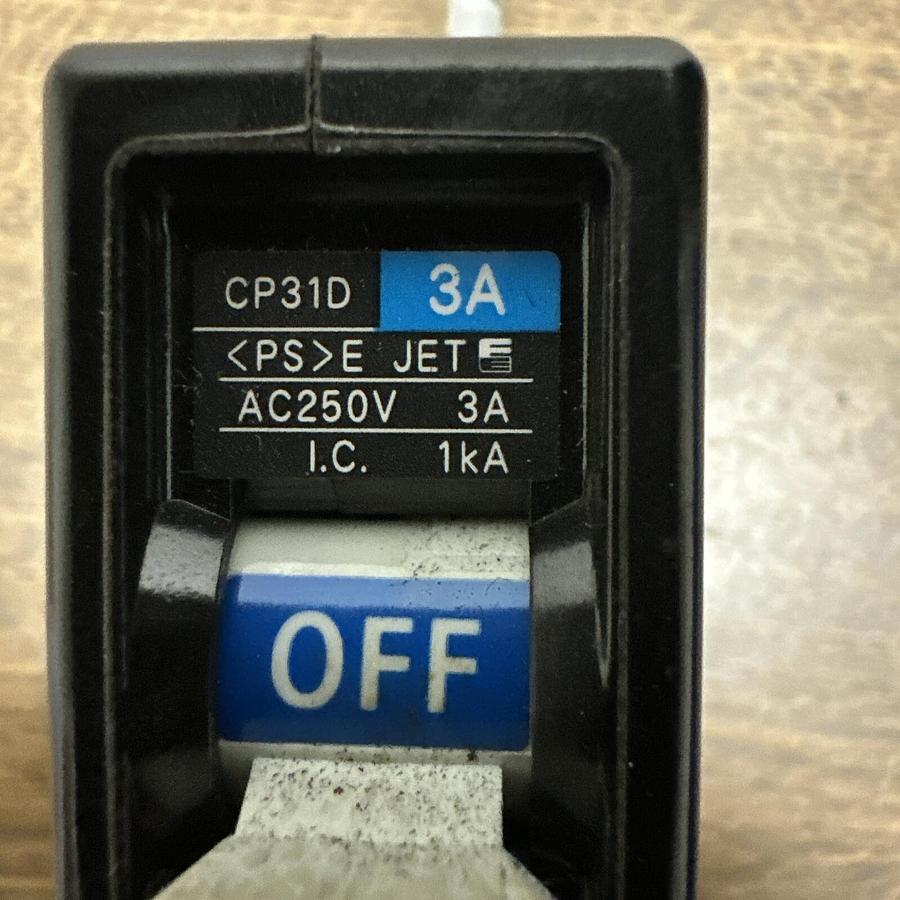 CP31D 3A
<PS>E JET
AC250V 3A
I.C. 1kA
OFF